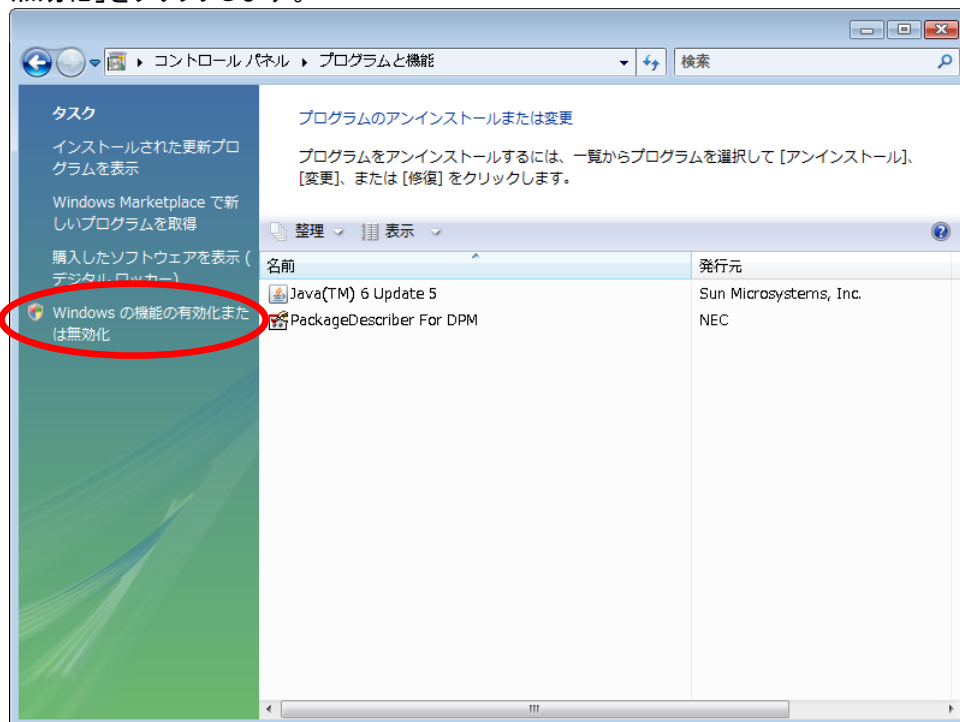 無効化」をクリックします。
コントロール パネル ▸ プログラムと機能
検索
タスク
インストールされた更新プロ
グラムを表示
Windows Marketplace で新
しいプログラムを取得
購入したソフトウェアを表示 (
デジタル ロッカー)
Windows の機能の有効化また
は無効化
プログラムのアンインストールまたは変更
プログラムをアンインストールするには、一覧からプログラムを選択して [アンインストール]、
[変更]、または [修復] をクリックします。
整理 表示
名前 発行元
Java(TM) 6 Update 5 Sun Microsystems, Inc.
PackageDescriber For DPM NEC